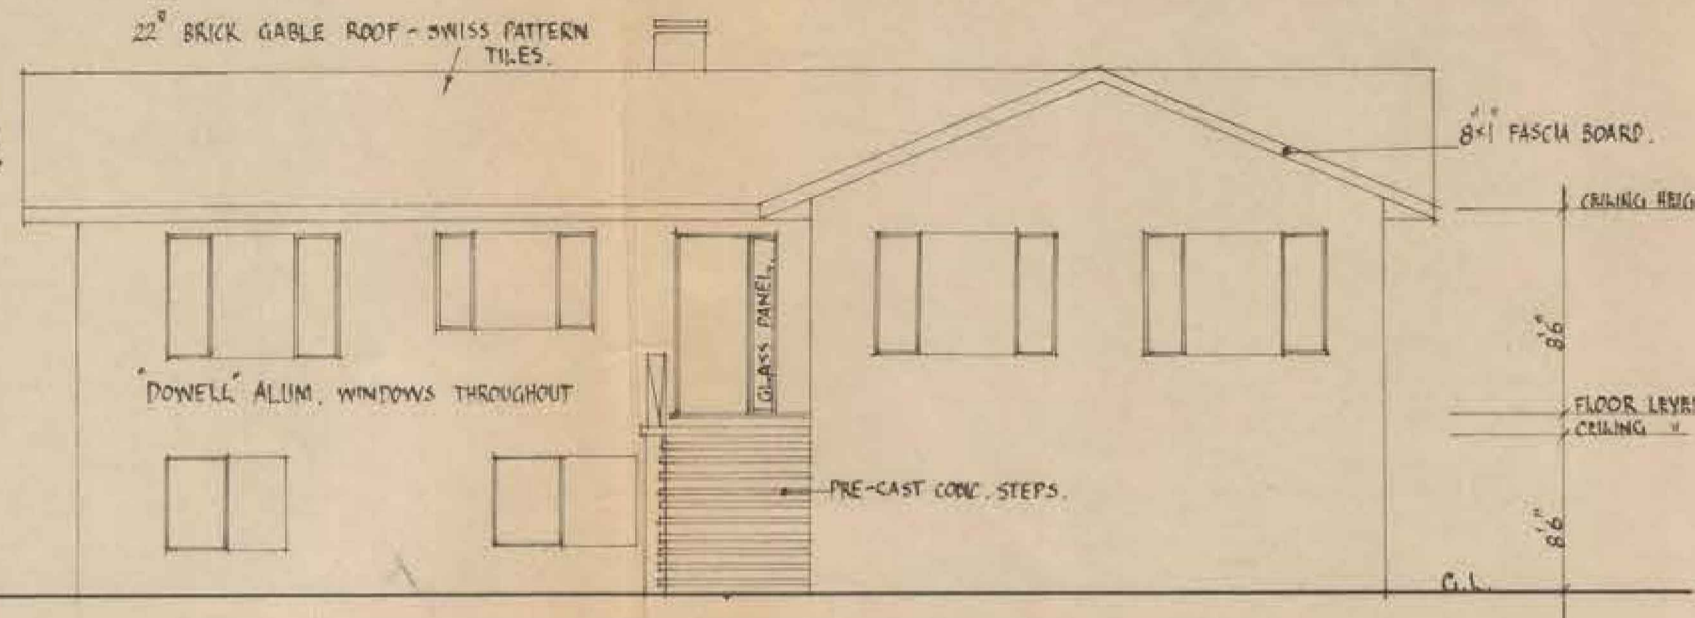 22° BRICK GABLE ROOF - SWISS PATTERN
TILES.
8"x1" FASCIA BOARD.
CEILING HEIG
GLASS PANEL.
8'6"
"DOWELL" ALUM. WINDOWS THROUGHOUT
FLOOR LEVEL
CEILING "
PRE-CAST CONC. STEPS.
8'6"
G.L.